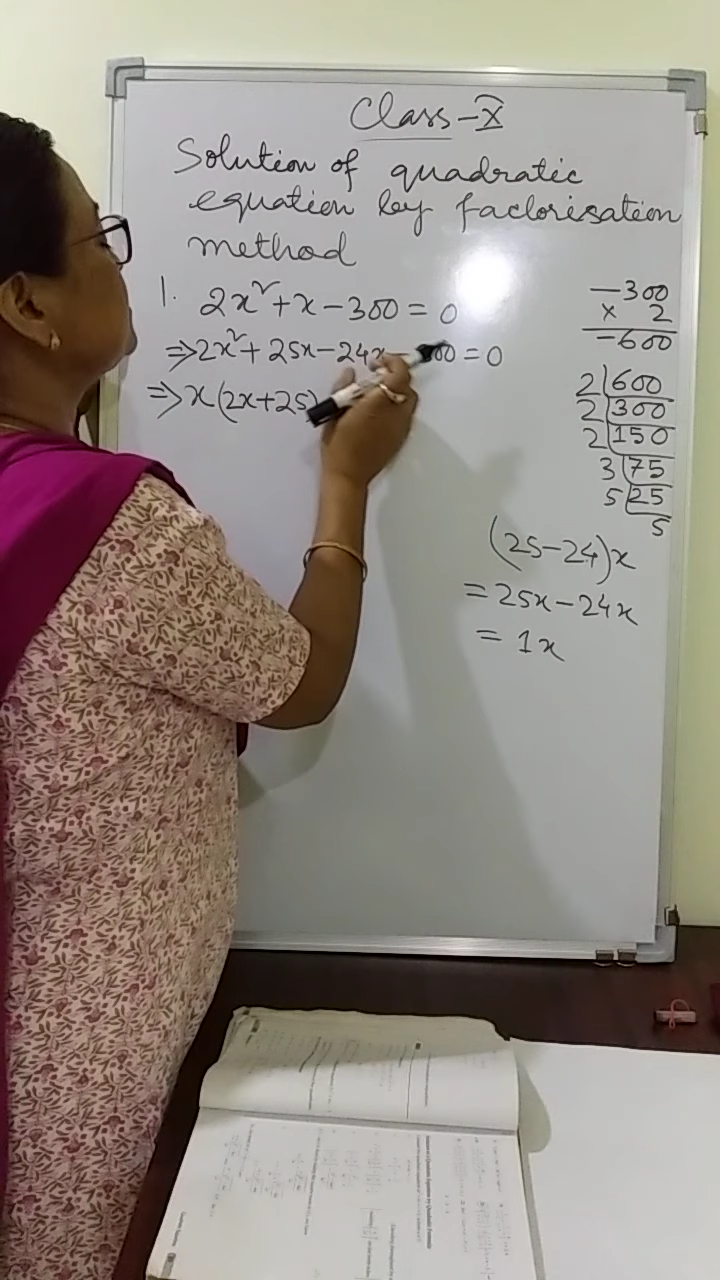 Class-X
Solution of quadratic
equation by factorisation
method
1. 2x² + x - 300 = 0
⇒ 2x² + 25x - 24x - 300 = 0
⇒ x(2x+25)
-300
x 2
-600
2 600
2 300
2 150
3 75
5 25
5
(25-24)x
= 25x - 24x
= 1x